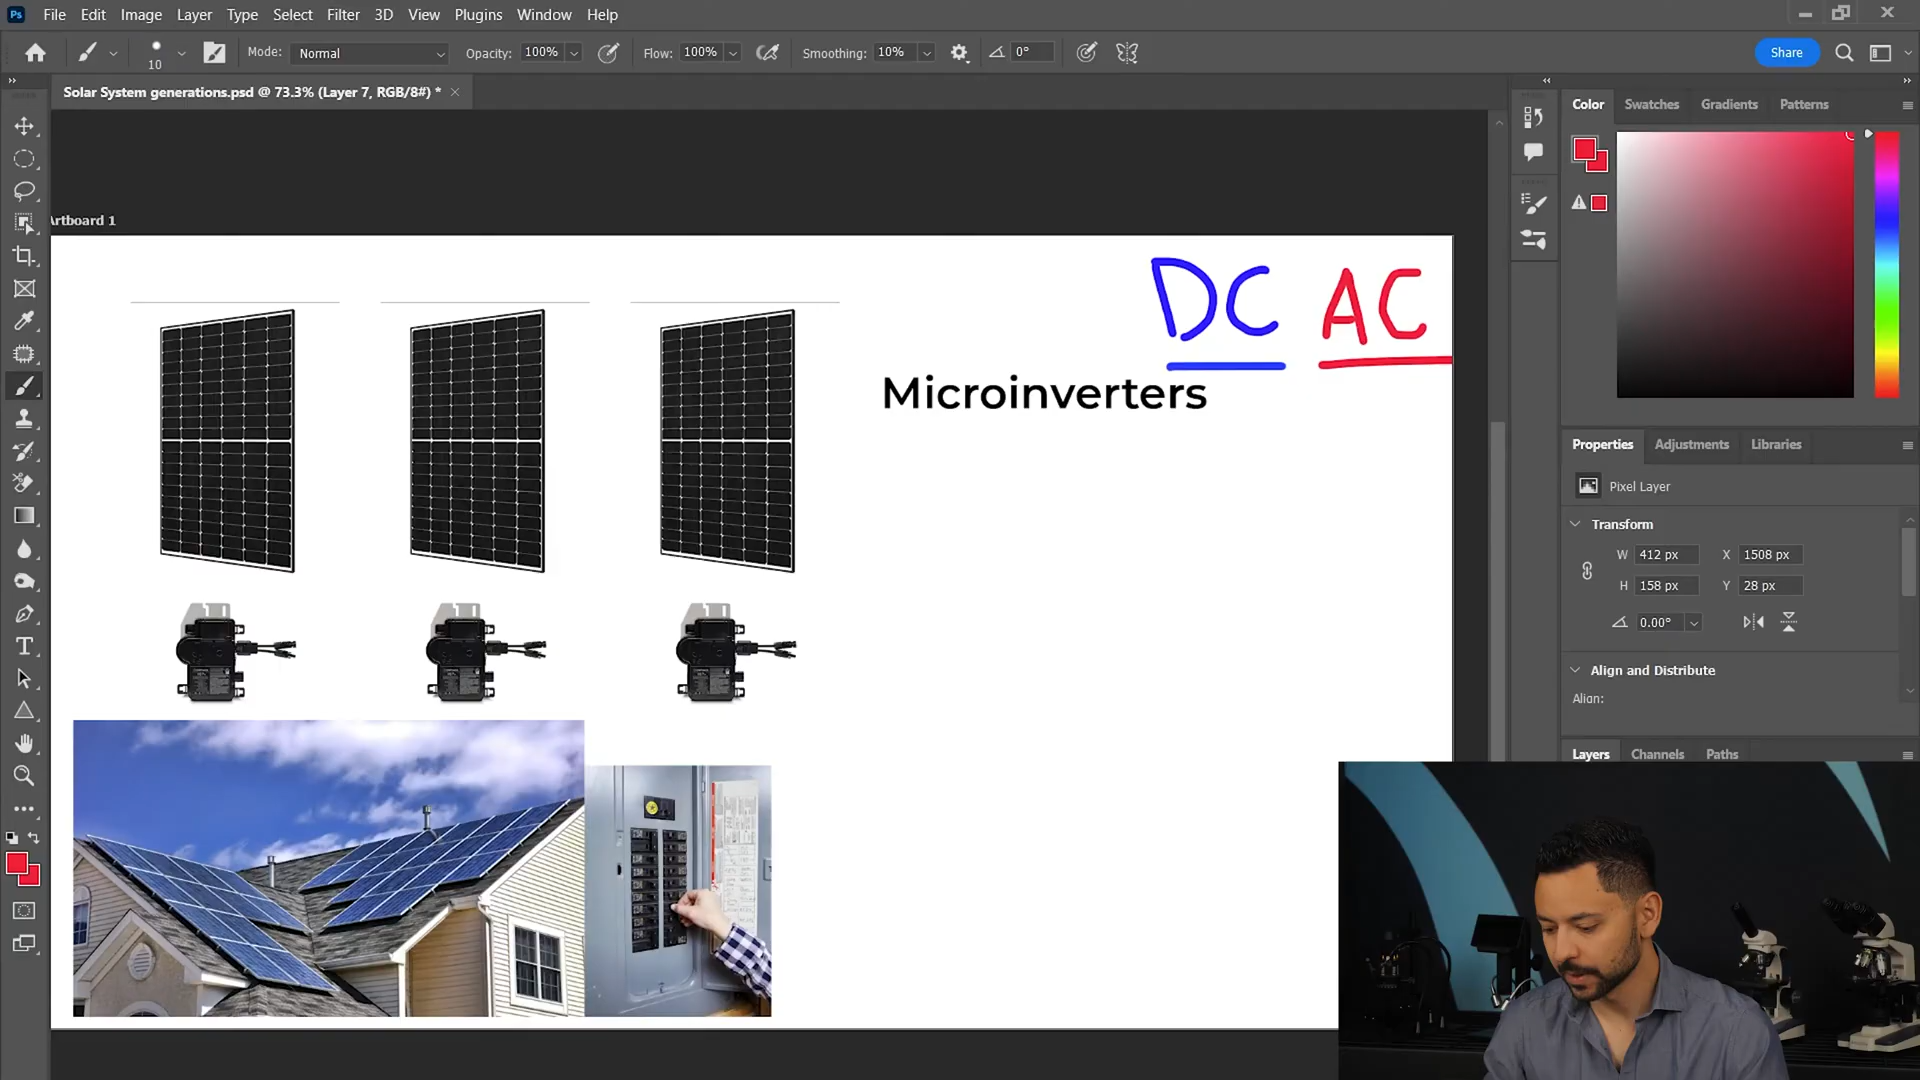 Ps File Edit Image Layer Type Select Filter 3D View Plugins Window Help
10 Mode: Normal Opacity: 100% Flow: 100% Smoothing: 10% 0° Share
Solar System generations.psd @ 73.3% (Layer 7, RGB/8#) *
Color Swatches Gradients Patterns
Artboard 1
DC AC
Microinverters
Properties Adjustments Libraries
Pixel Layer
Transform
W 412 px X 1508 px
H 158 px Y 28 px
0.00°
Align and Distribute
Align:
Layers Channels Paths